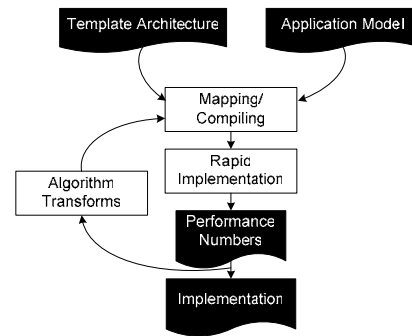 Template Architecture
Application Model
Mapping/
Compiling
Rapid
Implementation
Algorithm
Transforms
Performance
Numbers
Implementation